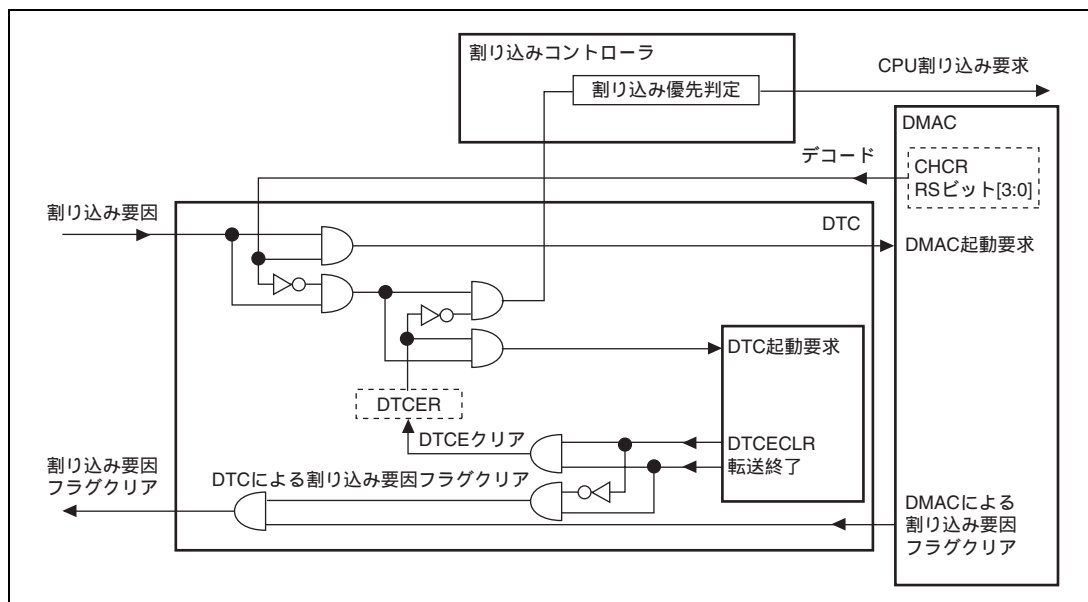 割り込みコントローラ
割り込み優先判定
CPU割り込み要求
DMAC
デコード
CHCR
RSビット[3:0]
割り込み要因
DTC
DMAC起動要求
DTC起動要求
DTCER
DTCEクリア
DTCECLR
転送終了
割り込み要因
フラグクリア
DTCによる割り込み要因フラグクリア
DMACによる
割り込み要因
フラグクリア